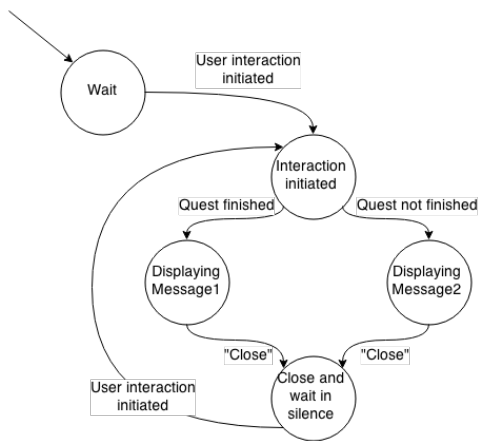 Wait
User interaction
initiated
Interaction
initiated
Quest finished
Quest not finished
Displaying
Message1
Displaying
Message2
"Close"
"Close"
Close and
wait in
silence
User interaction
initiated